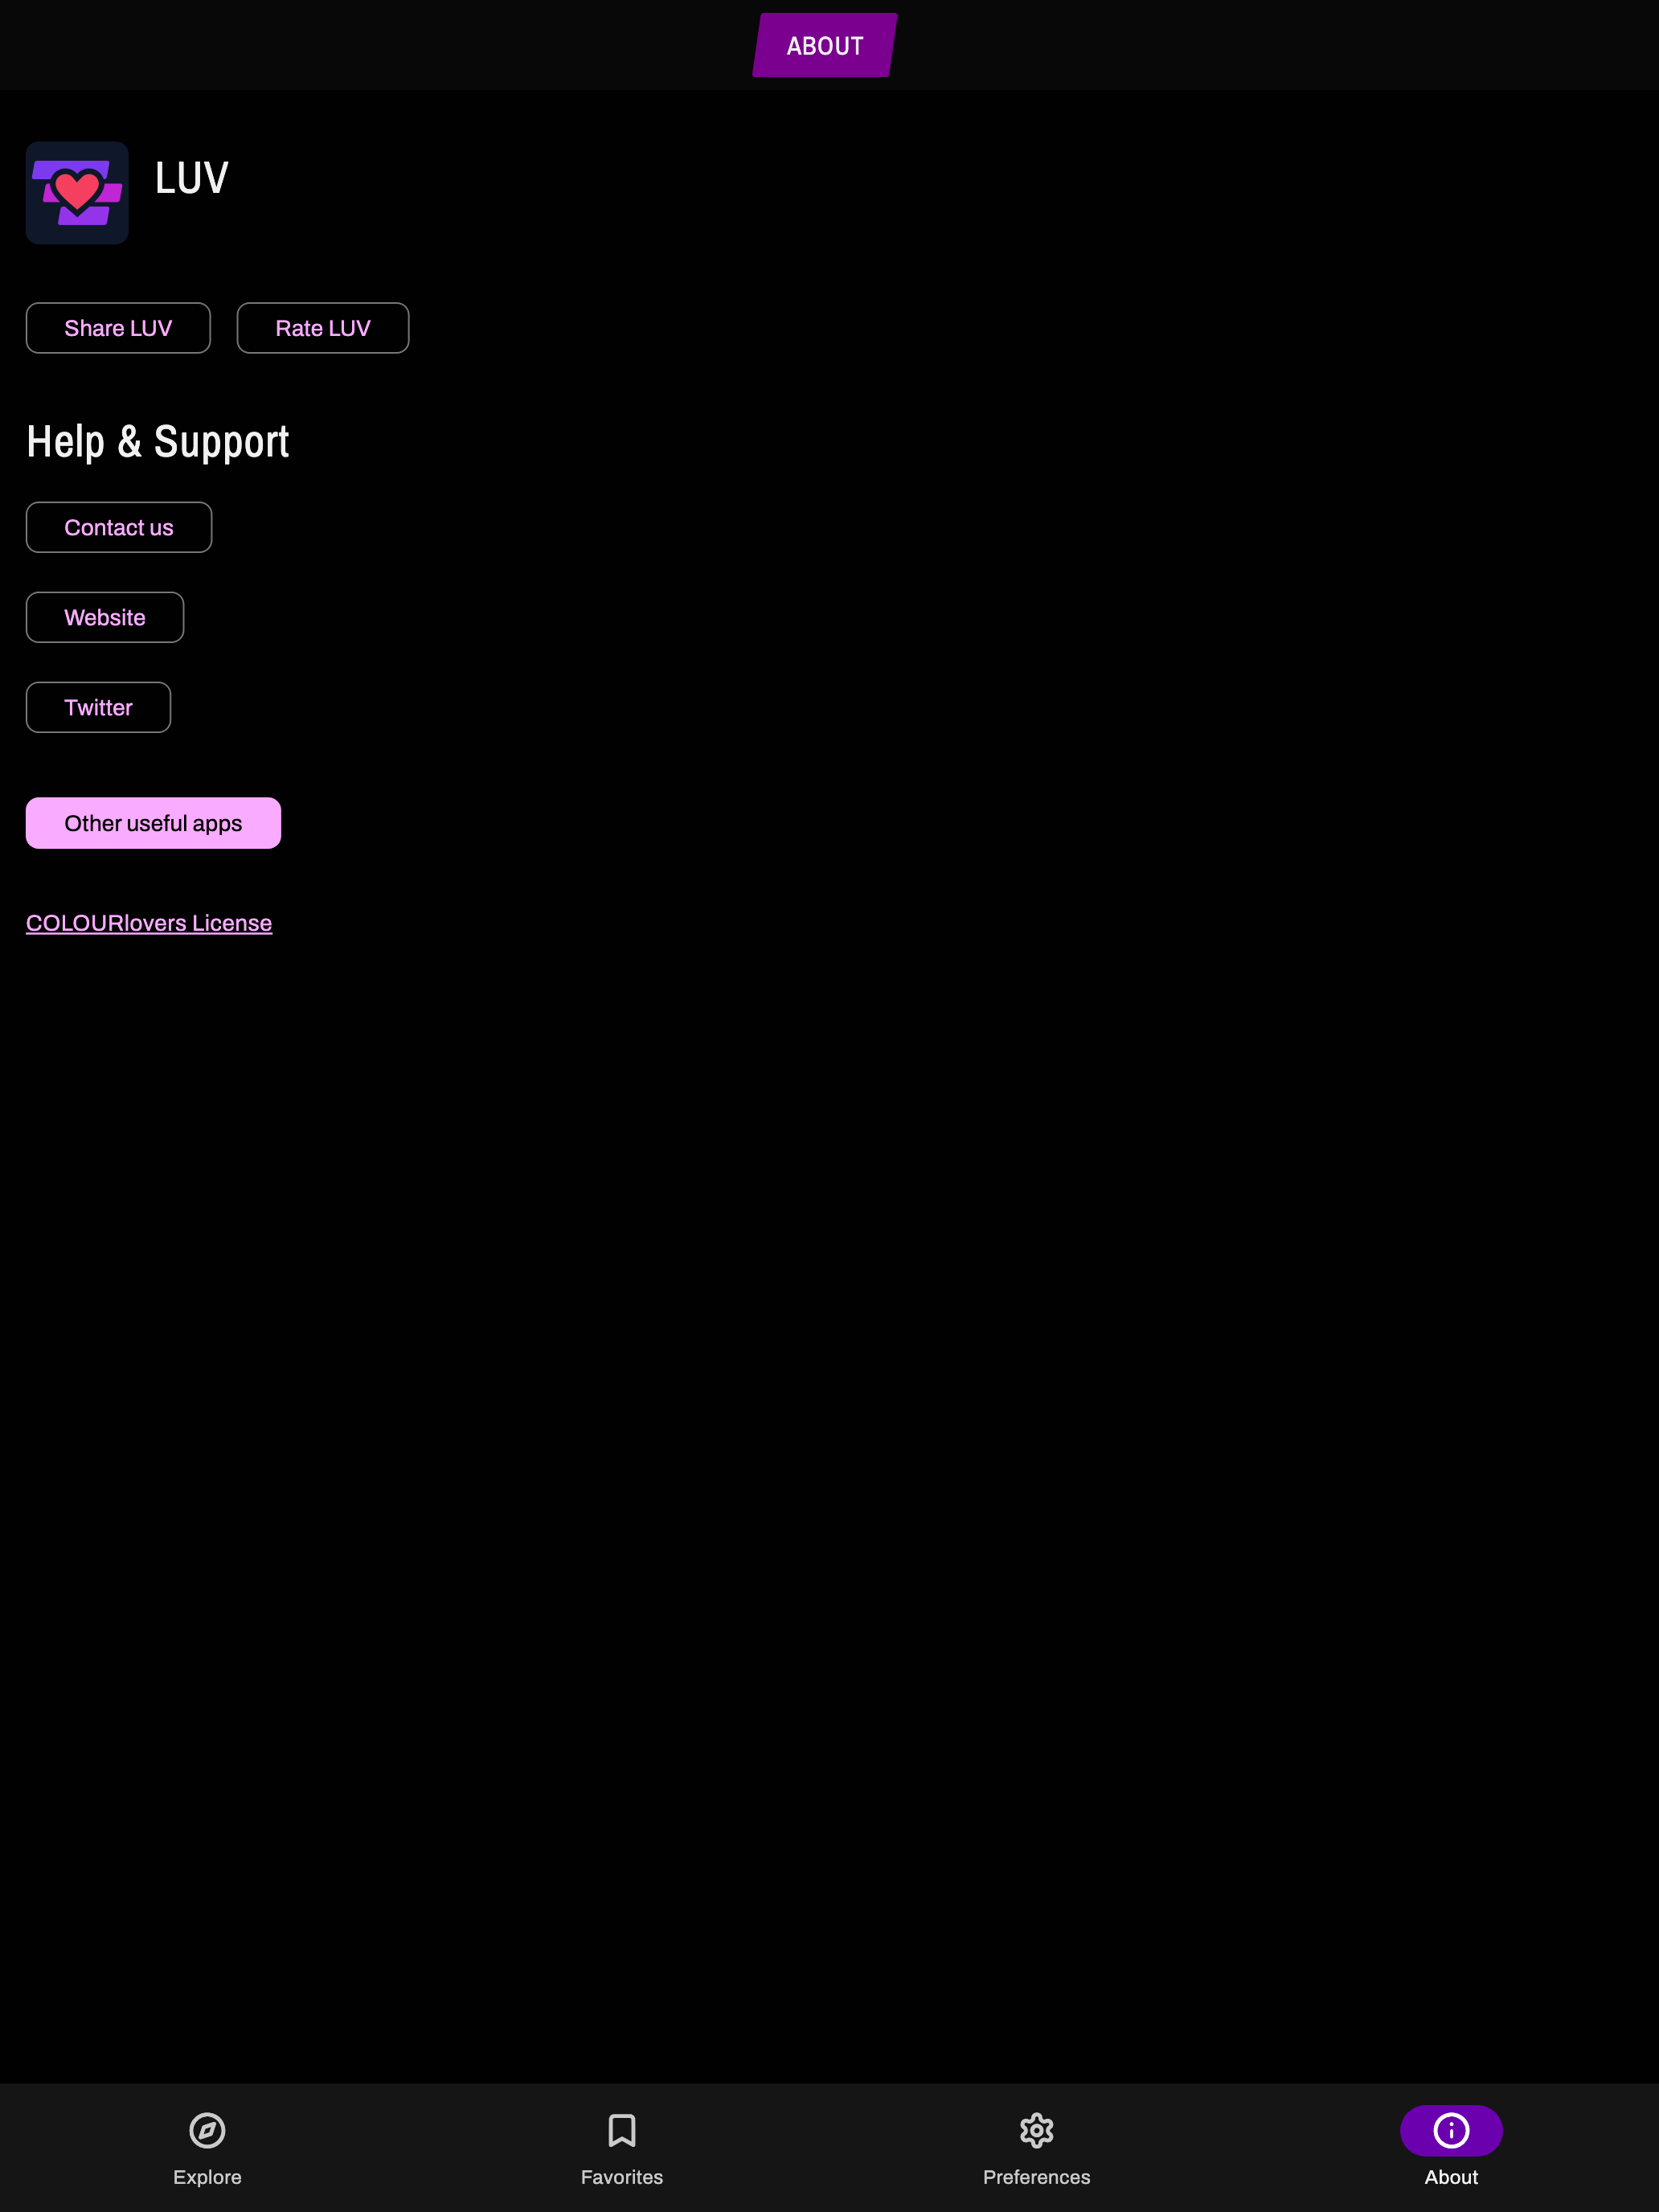 ABOUT
LUV
Share LUV
Rate LUV
Help & Support
Contact us
Website
Twitter
Other useful apps
COLOURlovers License
Explore
Favorites
Preferences
About